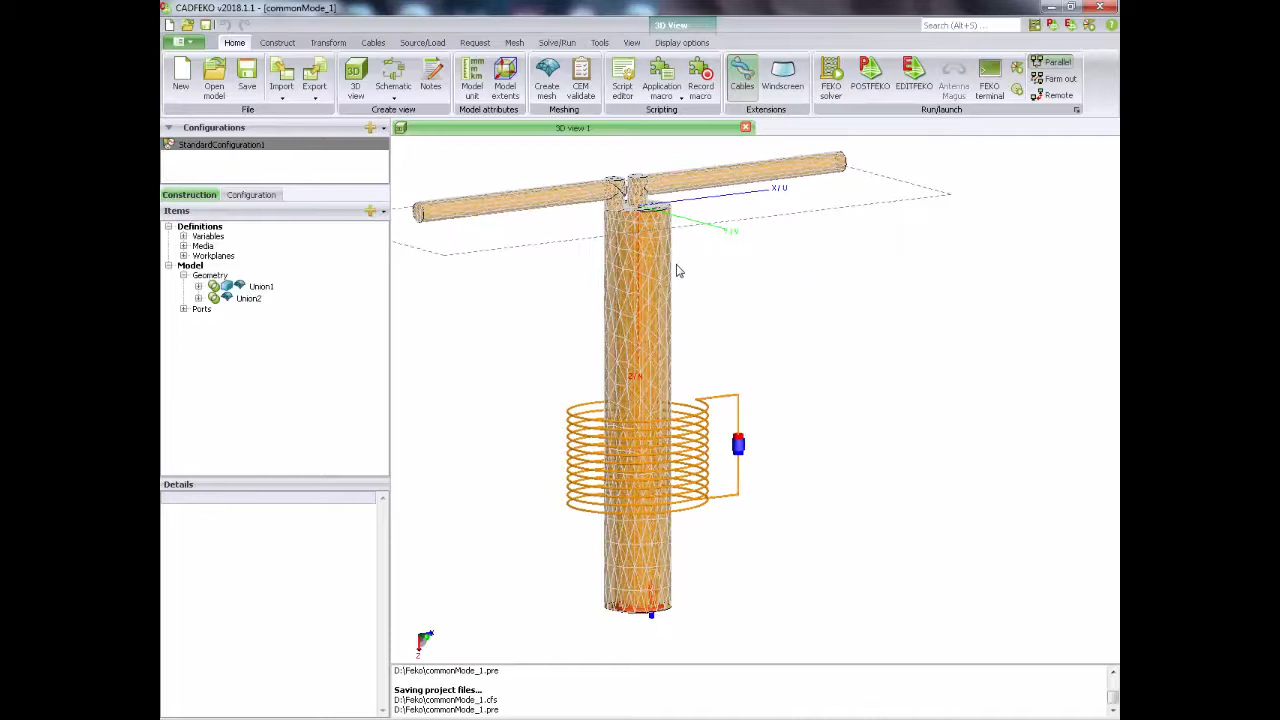 CADFEKO v2018.1.1 - [commonMode_1]
3D View
Search (Alt+S)
Home Construct Transform Cables Source/Load Request Mesh Solve/Run Tools View Display options
New Open model Save Import Export 3D view Schematic Notes Model unit Model extents Create mesh CEM validate Script editor Application macro Record macro Cables Windscreen FEKO solver POSTFEKO EDITFEKO Antenna Magus FEKO terminal Parallel Farm out Remote
File Create view Model attributes Meshing Scripting Extensions Run/launch
Configurations
3D view 1
StandardConfiguration1
Construction Configuration
Items
Definitions
Variables
Media
Workplanes
Model
Geometry
Union1
Union2
Ports
Details
X/U
Z/N
X
Z
D:\Feko\commonMode_1.pre
Saving project files...
D:\Feko\commonMode_1.cfs
D:\Feko\commonMode_1.pre